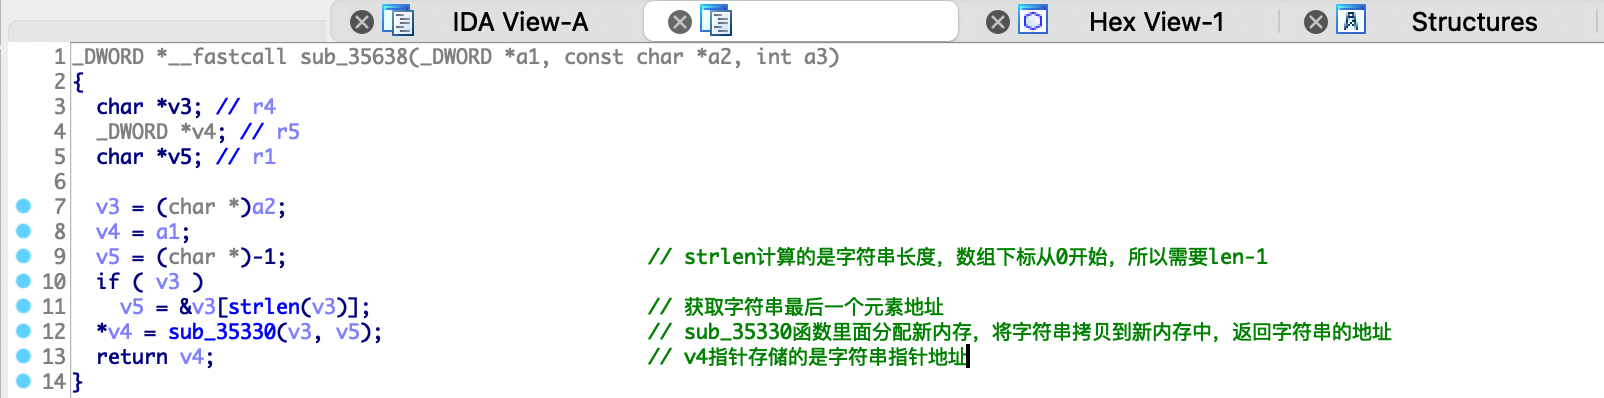 IDA View-A Hex View-1 Structures
1 _DWORD *__fastcall sub_35638(_DWORD *a1, const char *a2, int a3)
2 {
3 char *v3; // r4
4 _DWORD *v4; // r5
5 char *v5; // r1
6
7 v3 = (char *)a2;
8 v4 = a1;
9 v5 = (char *)-1; // strlen计算的是字符串长度，数组下标从0开始，所以需要len-1
10 if ( v3 )
11 v5 = &v3[strlen(v3)]; // 获取字符串最后一个元素地址
12 *v4 = sub_35330(v3, v5); // sub_35330函数里面分配新内存，将字符串拷贝到新内存中，返回字符串的地址
13 return v4; // v4指针存储的是字符串指针地址
14 }